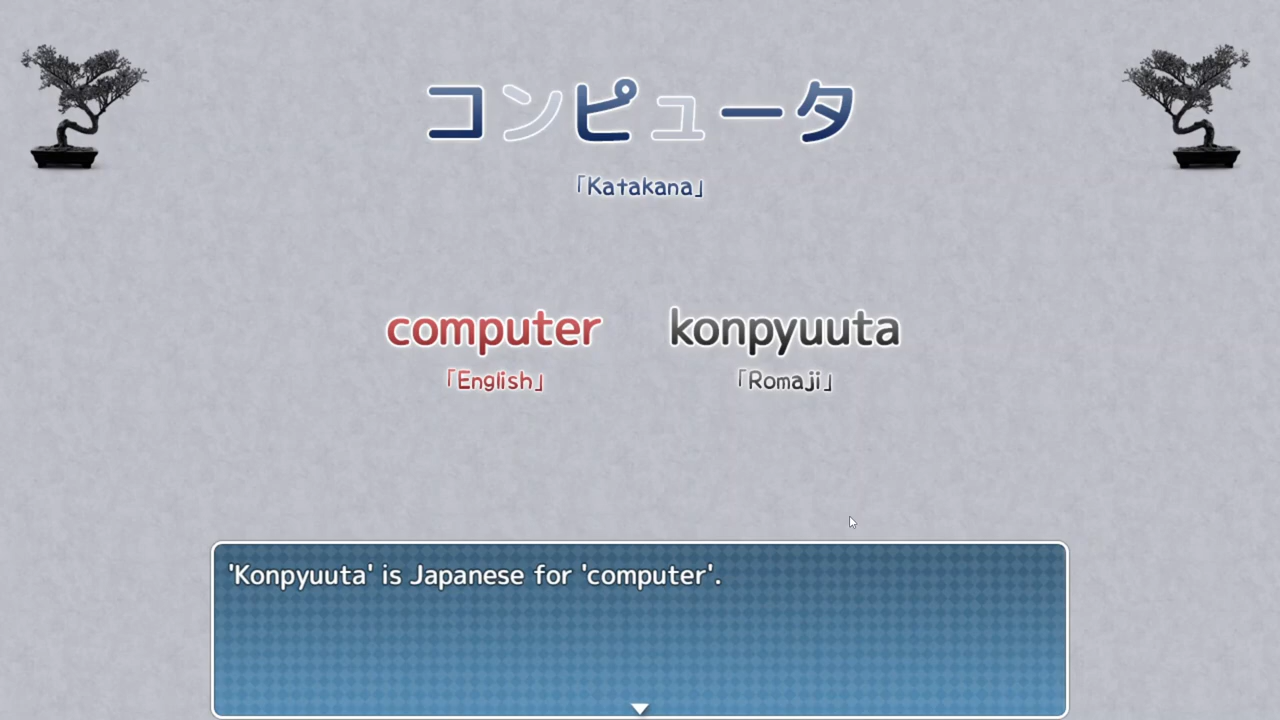 コンピュータ
「Katakana」
computer konpyuuta
「English」 「Romaji」
'Konpyuuta' is Japanese for 'computer'.